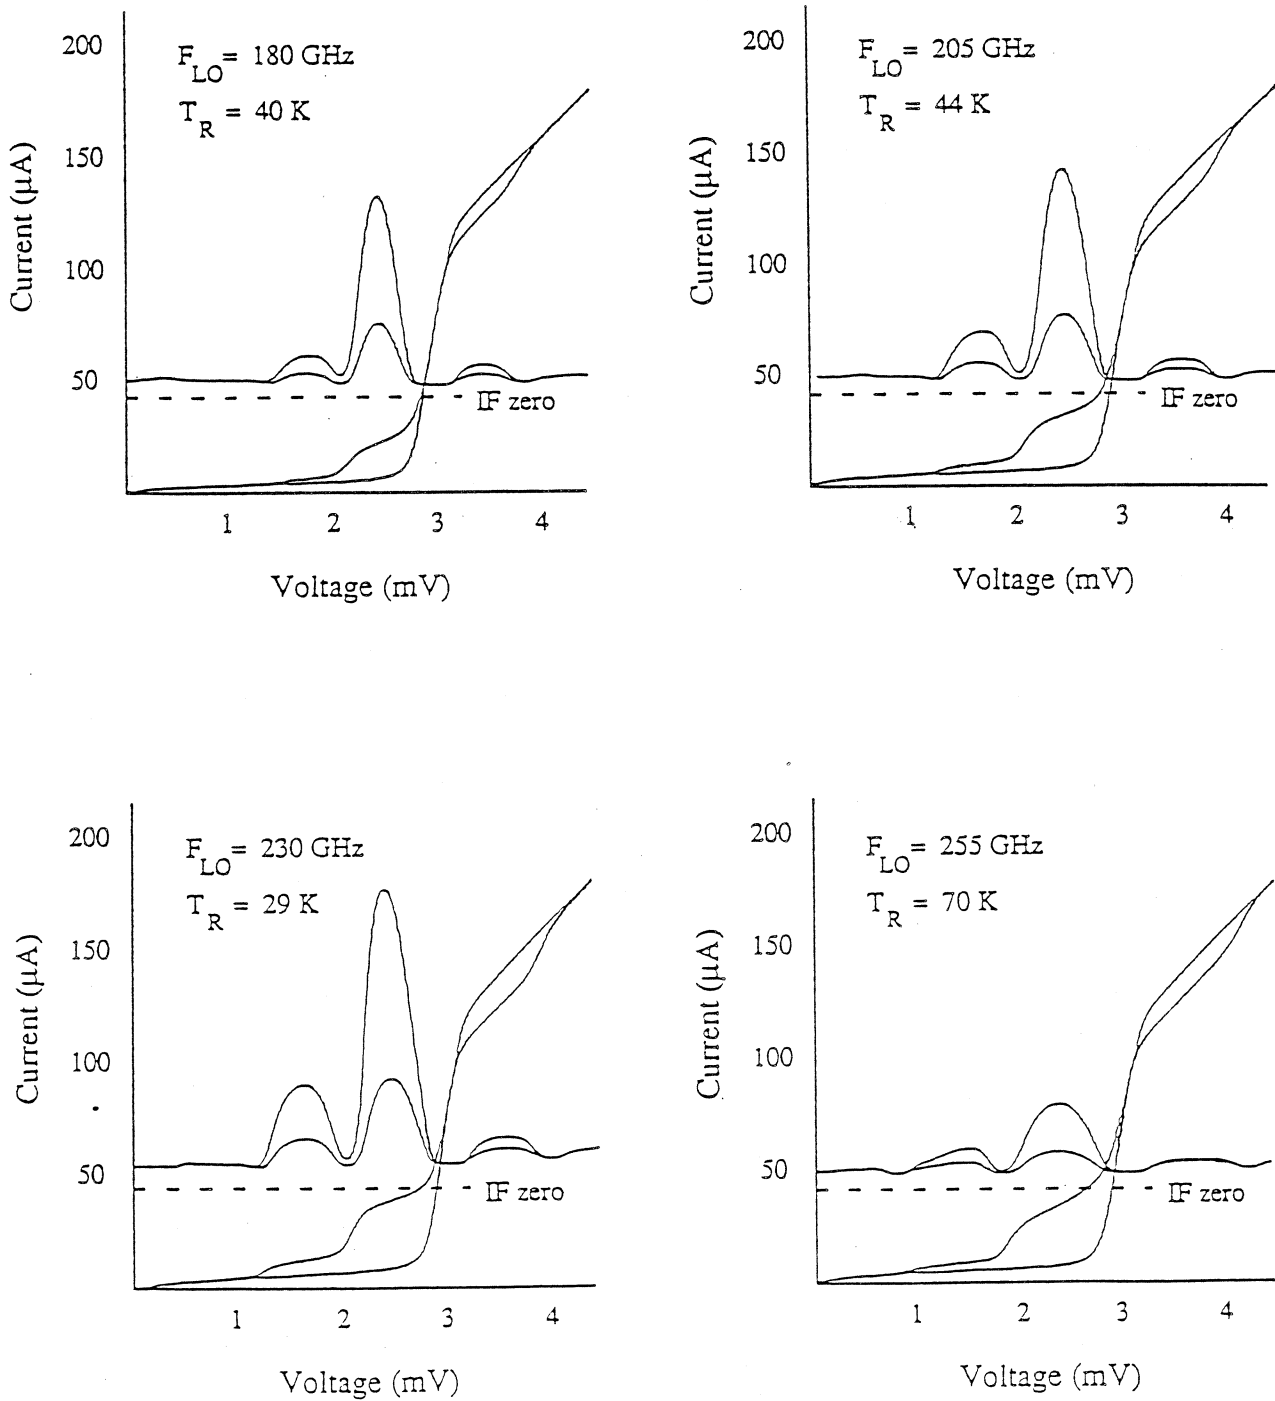 200
F_LO = 180 GHz
T_R = 40 K
150
100
50
IF zero
Current (μA)
1 2 3 4
Voltage (mV)
200
F_LO = 205 GHz
T_R = 44 K
150
100
50
IF zero
Current (μA)
1 2 3 4
Voltage (mV)
200
F_LO = 230 GHz
T_R = 29 K
150
100
50
IF zero
Current (μA)
1 2 3 4
Voltage (mV)
200
F_LO = 255 GHz
T_R = 70 K
150
100
50
IF zero
Current (μA)
1 2 3 4
Voltage (mV)